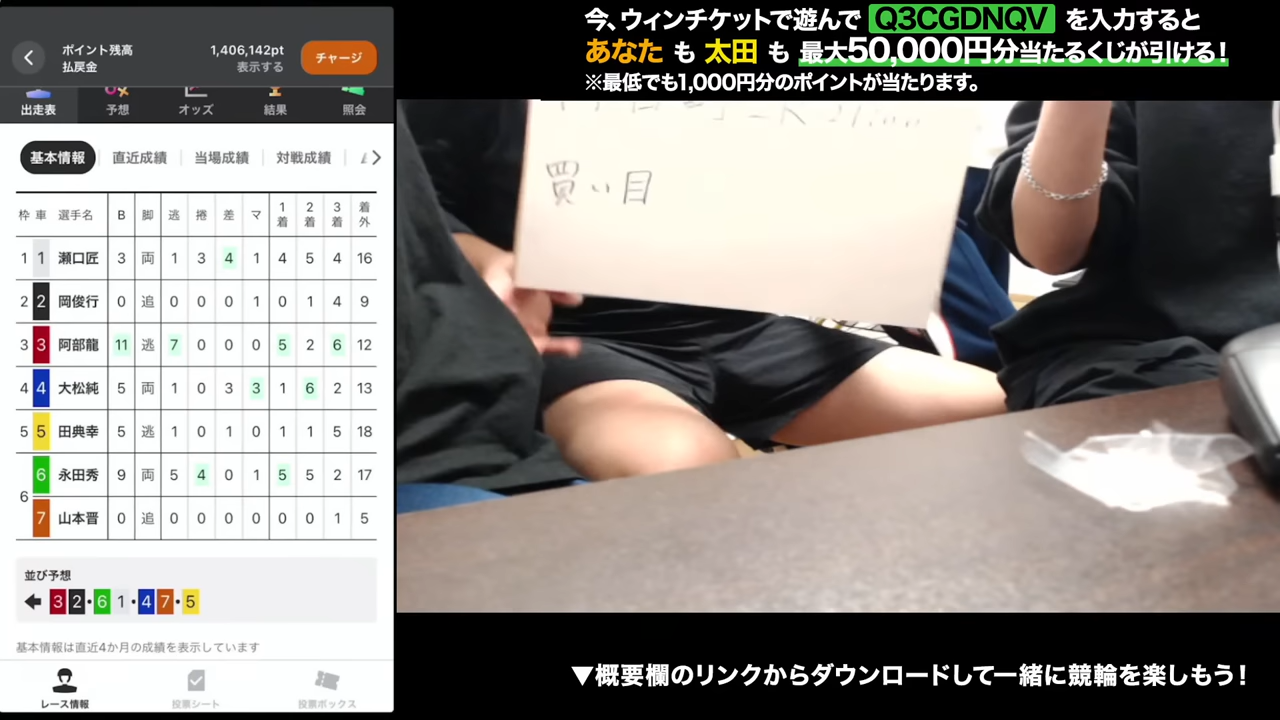 今、ウィンチケットで遊んで Q3CGDNQV を入力すると
あなた も 太田 も 最大50,000円分当たるくじが引ける!
※最低でも1,000円分のポイントが当たります。
ポイント残高 1,406,142pt チャージ
払戻金 表示する
出走表 予想 オッズ 結果 照会
基本情報 直近成績 当場成績 対戦成績
枠 車 選手名 B 脚 逃 捲 差 マ 1着 2着 3着 着外
1 1 瀬口匠 3 両 1 3 4 1 4 5 4 16
2 2 岡俊行 0 追 0 0 0 1 0 1 4 9
3 3 阿部龍 11 逃 7 0 0 0 5 2 6 12
4 4 大松純 5 両 1 0 3 3 1 6 2 13
5 5 田典幸 5 逃 1 0 1 0 1 1 5 18
6 6 永田秀 9 両 5 4 0 1 5 5 2 17
7 山本晋 0 追 0 0 0 0 0 0 1 5
並び予想
3 2・6 1・4 7・5
基本情報は直近4か月の成績を表示しています
レース情報 投票シート 投票ボックス
買い目
▼概要欄のリンクからダウンロードして一緒に競輪を楽しもう!